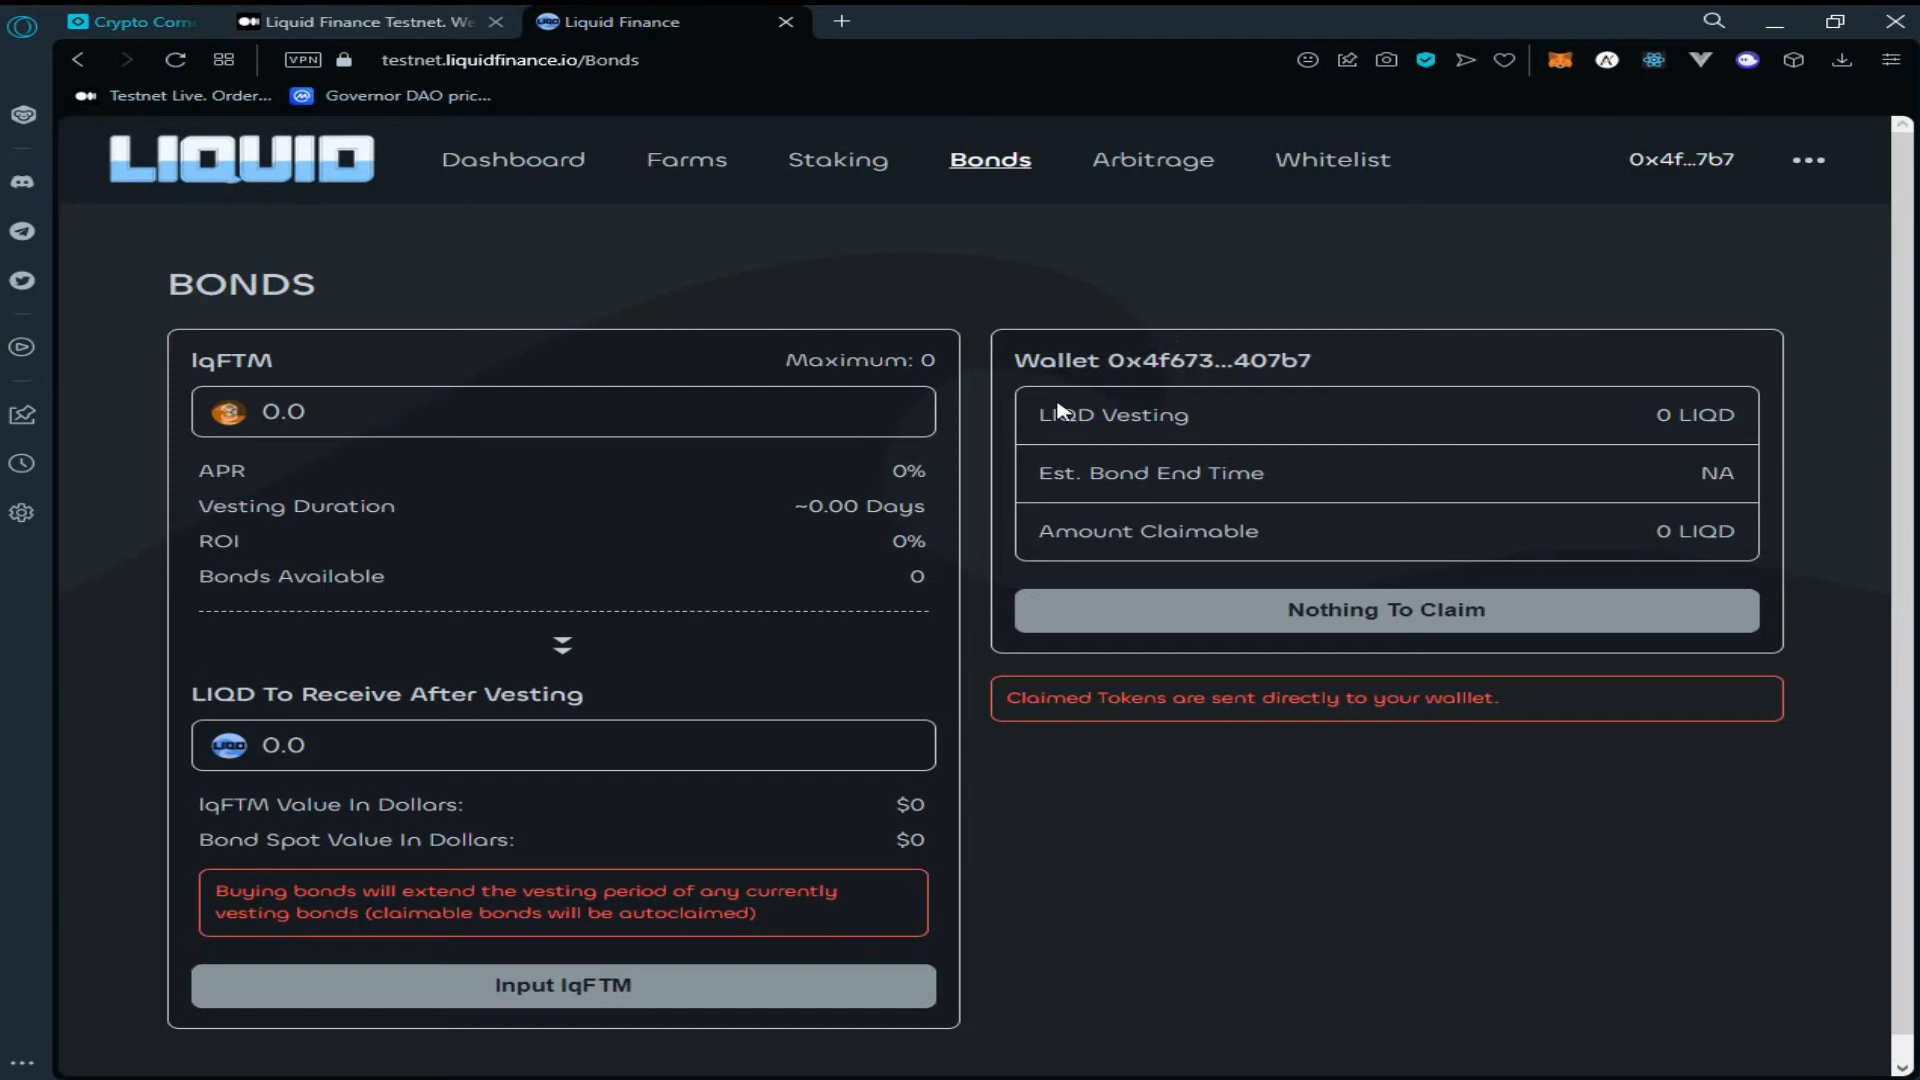 Crypto Com
Liquid Finance Testnet. We
Liquid Finance
VPN
testnet.liquidfinance.io/Bonds
Testnet Live. Order...
Governor DAO pric...
LIQUID
Dashboard
Farms
Staking
Bonds
Arbitrage
Whitelist
0x4f...7b7
BONDS
lqFTM
Maximum: 0
0.0
APR
0%
Vesting Duration
~0.00 Days
ROI
0%
Bonds Available
0
LIQD To Receive After Vesting
LIQD
0.0
lqFTM Value In Dollars:
$0
Bond Spot Value In Dollars:
$0
Buying bonds will extend the vesting period of any currently
vesting bonds (claimable bonds will be autoclaimed)
Input lqFTM
Wallet 0x4f673...407b7
LIQD Vesting
0 LIQD
Est. Bond End Time
NA
Amount Claimable
0 LIQD
Nothing To Claim
Claimed Tokens are sent directly to your walllet.